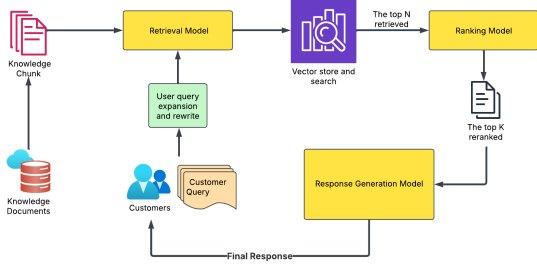 Knowledge
Chunk
Retrieval Model
Vector store and
search
The top N
retrieved
Ranking Model
User query
expansion
and rewrite
The top K
reranked
Knowledge
Documents
Customers
Customer
Query
Response Generation Model
Final Response